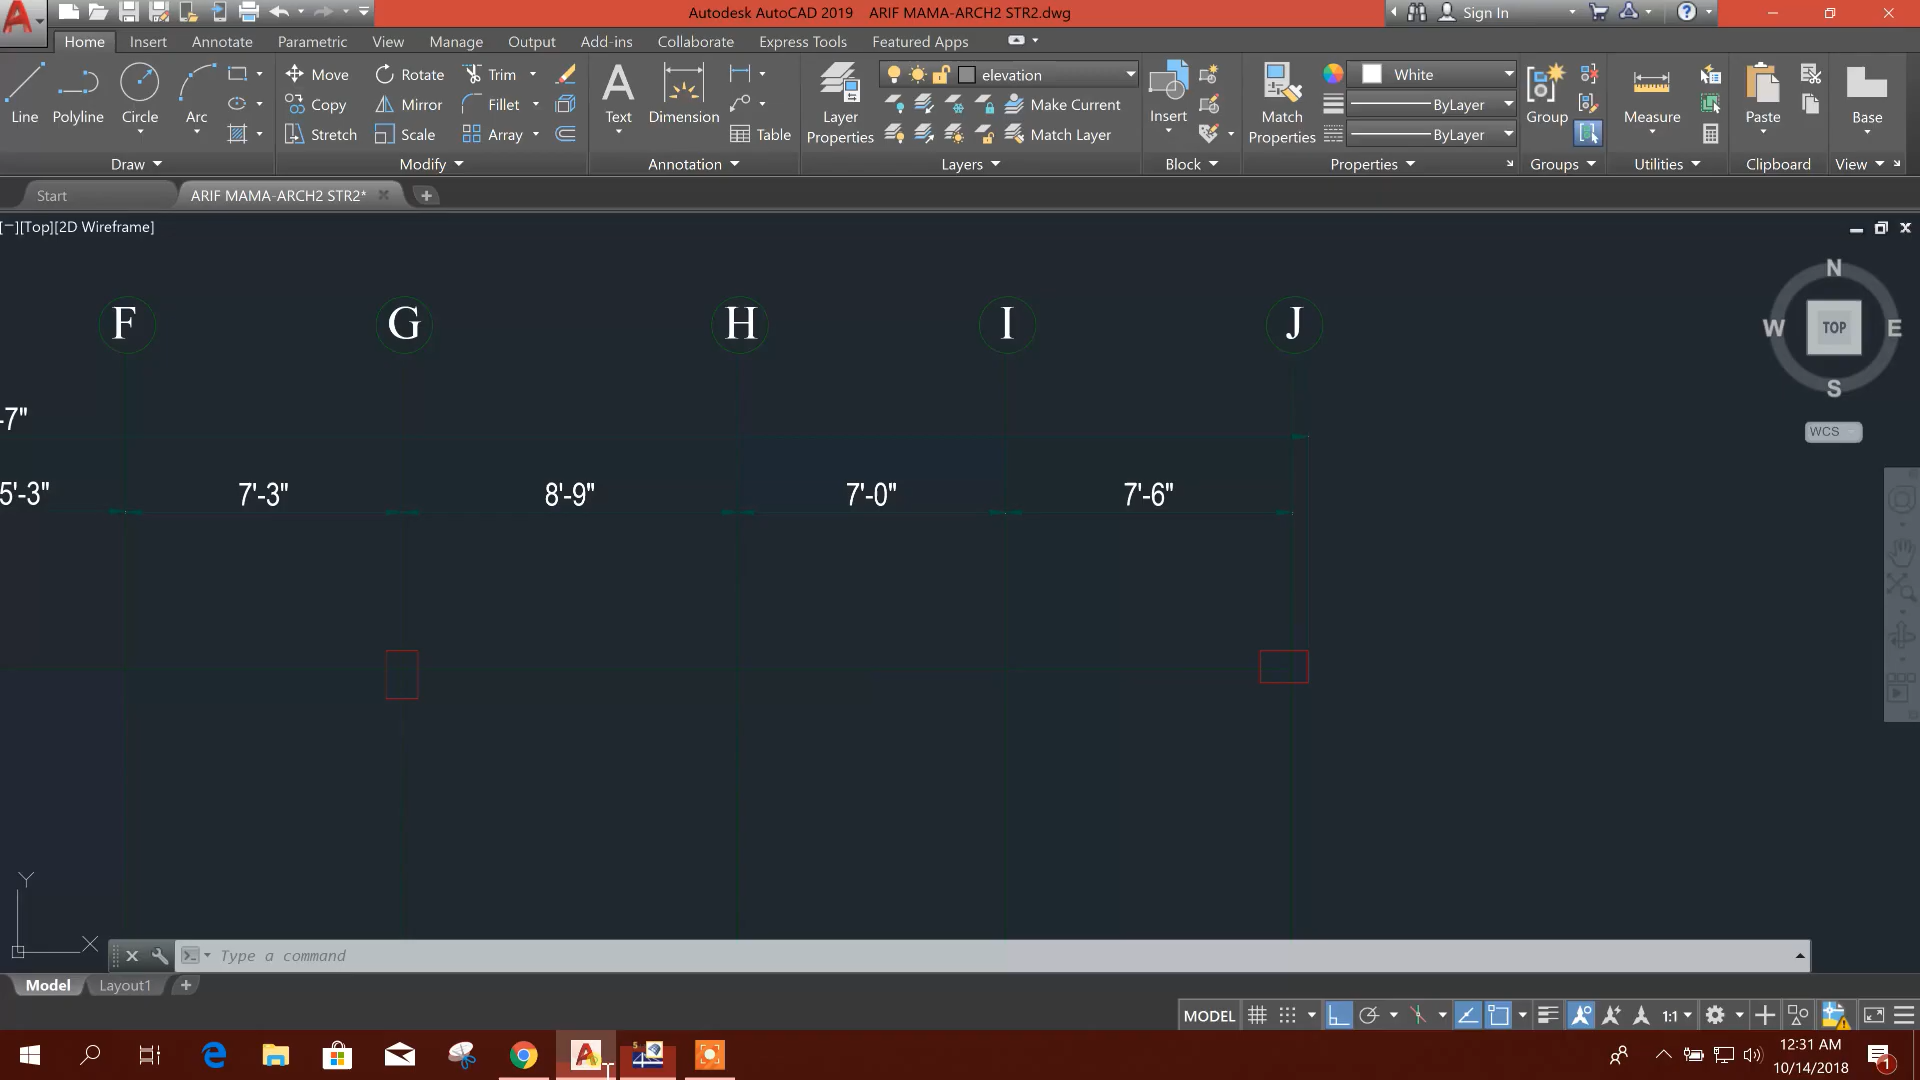 Autodesk AutoCAD 2019 ARIF MAMA-ARCH2 STR2.dwg
Sign In
Home Insert Annotate Parametric View Manage Output Add-ins Collaborate Express Tools Featured Apps
Line Polyline Circle Arc
Move Rotate Trim
Copy Mirror Fillet
Stretch Scale Array
Text Dimension
Table
Layer Properties
elevation
Make Current
Match Layer
Insert
Match Properties
White
ByLayer
ByLayer
Group
Measure
Paste
Base
Draw Modify Annotation Layers Block Properties Groups Utilities Clipboard View
Start ARIF MAMA-ARCH2 STR2*
[−][Top][2D Wireframe]
F G H I J
N
W TOP E
S
WCS
-7"
5'-3" 7'-3" 8'-9" 7'-0" 7'-6"
Y
X
Type a command
Model Layout1
MODEL 1:1
12:31 AM
10/14/2018
1